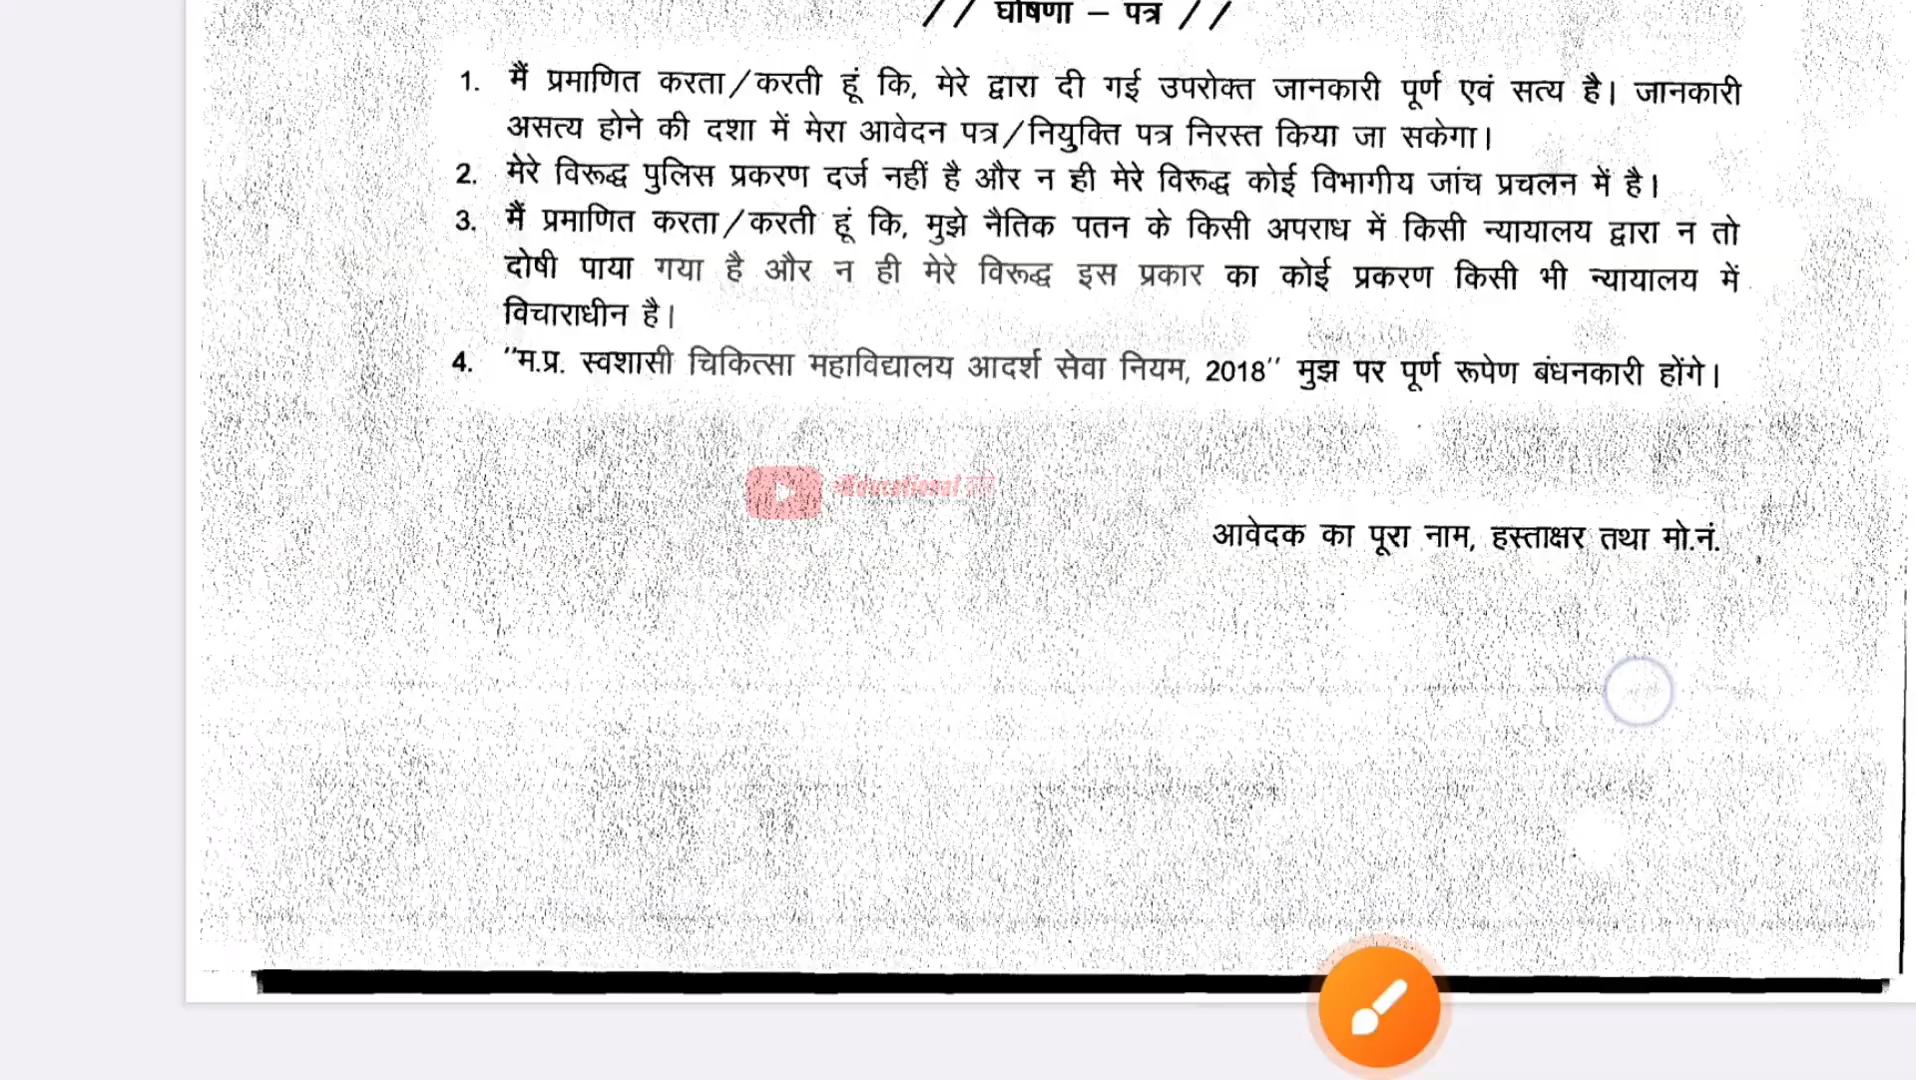 // घोषणा – पत्र //
1. मैं प्रमाणित करता/करती हूं कि, मेरे द्वारा दी गई उपरोक्त जानकारी पूर्ण एवं सत्य है। जानकारी
असत्य होने की दशा में मेरा आवेदन पत्र/नियुक्ति पत्र निरस्त किया जा सकेगा।
2. मेरे विरूद्ध पुलिस प्रकरण दर्ज नहीं है और न ही मेरे विरूद्ध कोई विभागीय जांच प्रचलन में है।
3. मैं प्रमाणित करता/करती हूं कि, मुझे नैतिक पतन के किसी अपराध में किसी न्यायालय द्वारा न तो
दोषी पाया गया है और न ही मेरे विरूद्ध इस प्रकार का कोई प्रकरण किसी भी न्यायालय में
विचाराधीन है।
4. "म.प्र. स्वशासी चिकित्सा महाविद्यालय आदर्श सेवा नियम, 2018" मुझ पर पूर्ण रूपेण बंधनकारी होंगे।
Educational
आवेदक का पूरा नाम, हस्ताक्षर तथा मो.नं.